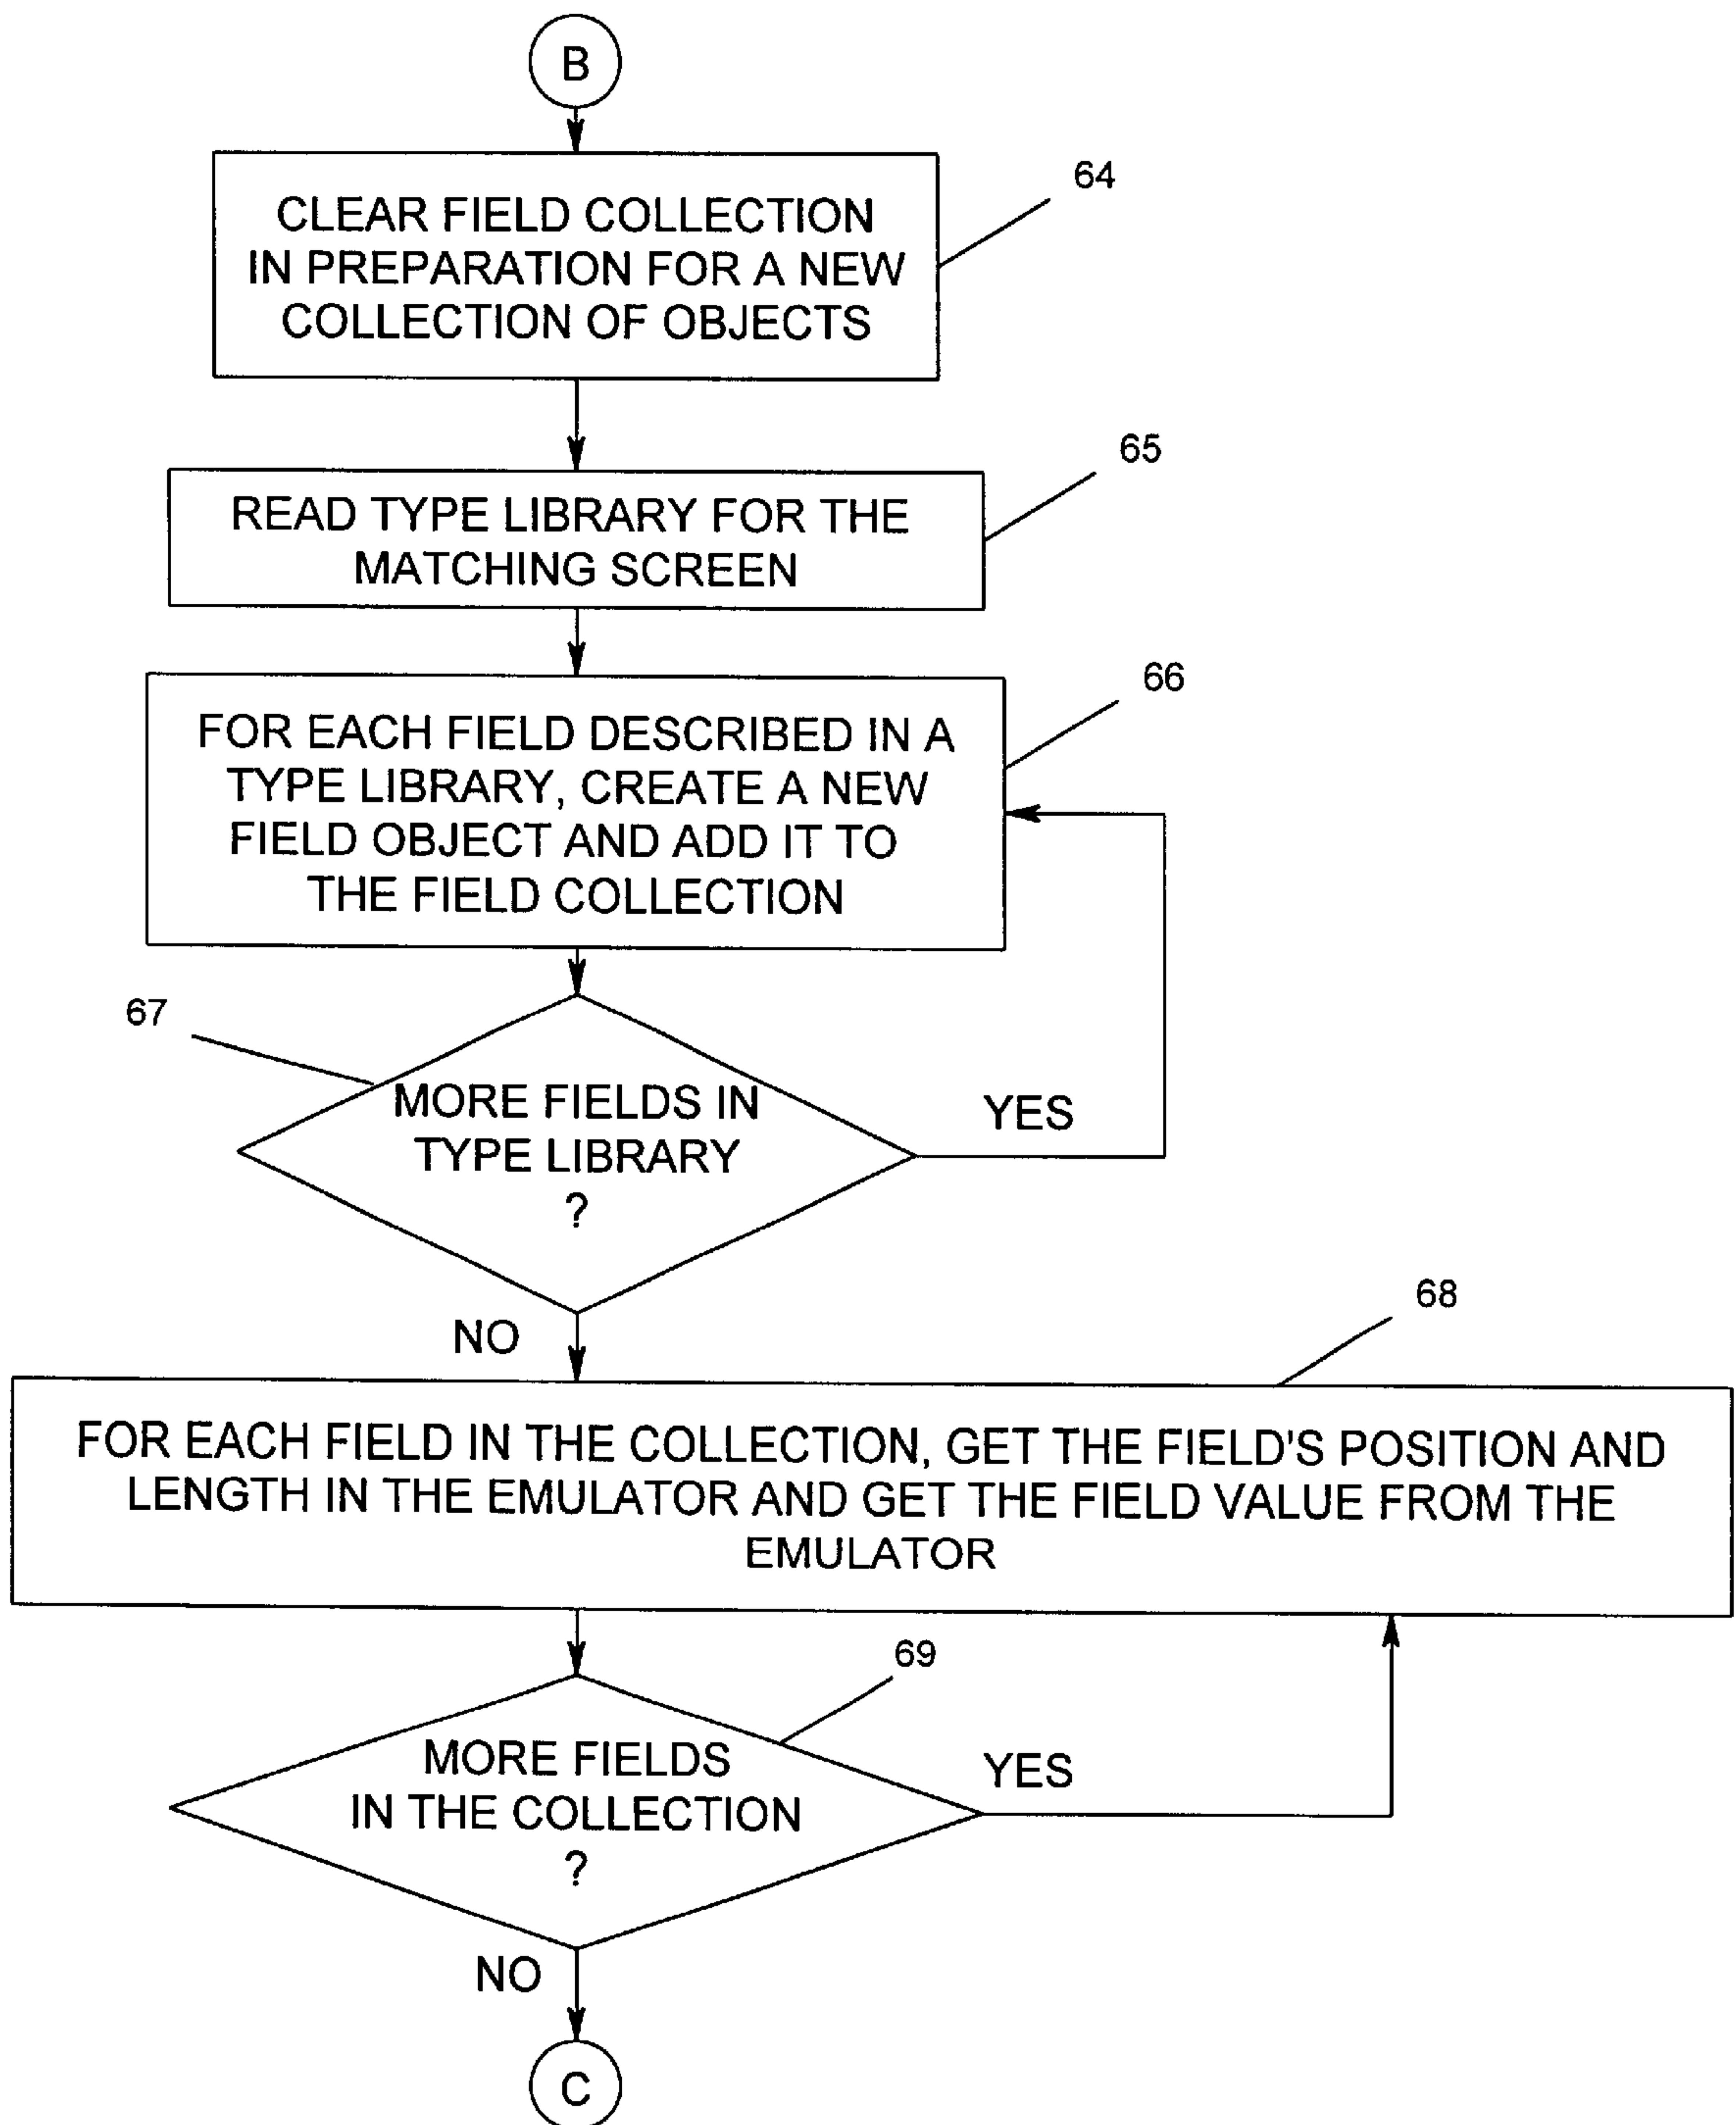 B
64
CLEAR FIELD COLLECTION
IN PREPARATION FOR A NEW
COLLECTION OF OBJECTS
65
READ TYPE LIBRARY FOR THE
MATCHING SCREEN
66
FOR EACH FIELD DESCRIBED IN A
TYPE LIBRARY, CREATE A NEW
FIELD OBJECT AND ADD IT TO
THE FIELD COLLECTION
67
MORE FIELDS IN
TYPE LIBRARY
?
YES
NO
68
FOR EACH FIELD IN THE COLLECTION, GET THE FIELD'S POSITION AND
LENGTH IN THE EMULATOR AND GET THE FIELD VALUE FROM THE
EMULATOR
69
MORE FIELDS
IN THE COLLECTION
?
YES
NO
C